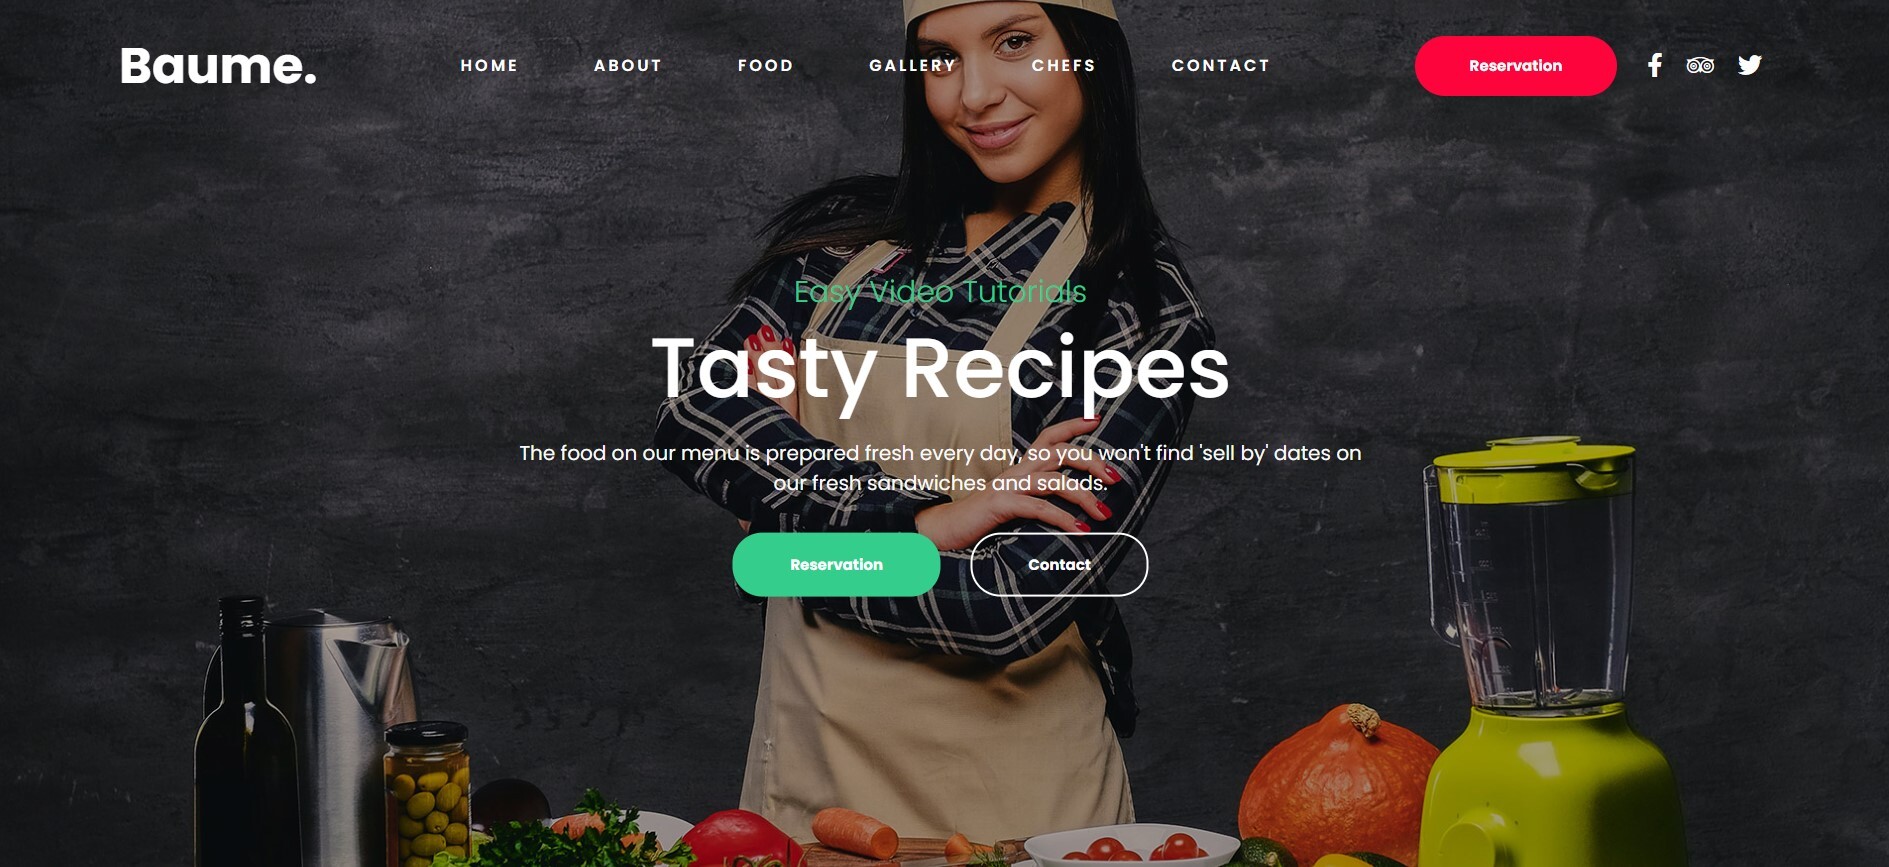 Baume.
HOME ABOUT FOOD GALLERY CHEFS CONTACT
Reservation
Easy Video Tutorials
Tasty Recipes
The food on our menu is prepared fresh every day, so you won't find 'sell by' dates on
our fresh sandwiches and salads.
Reservation
Contact